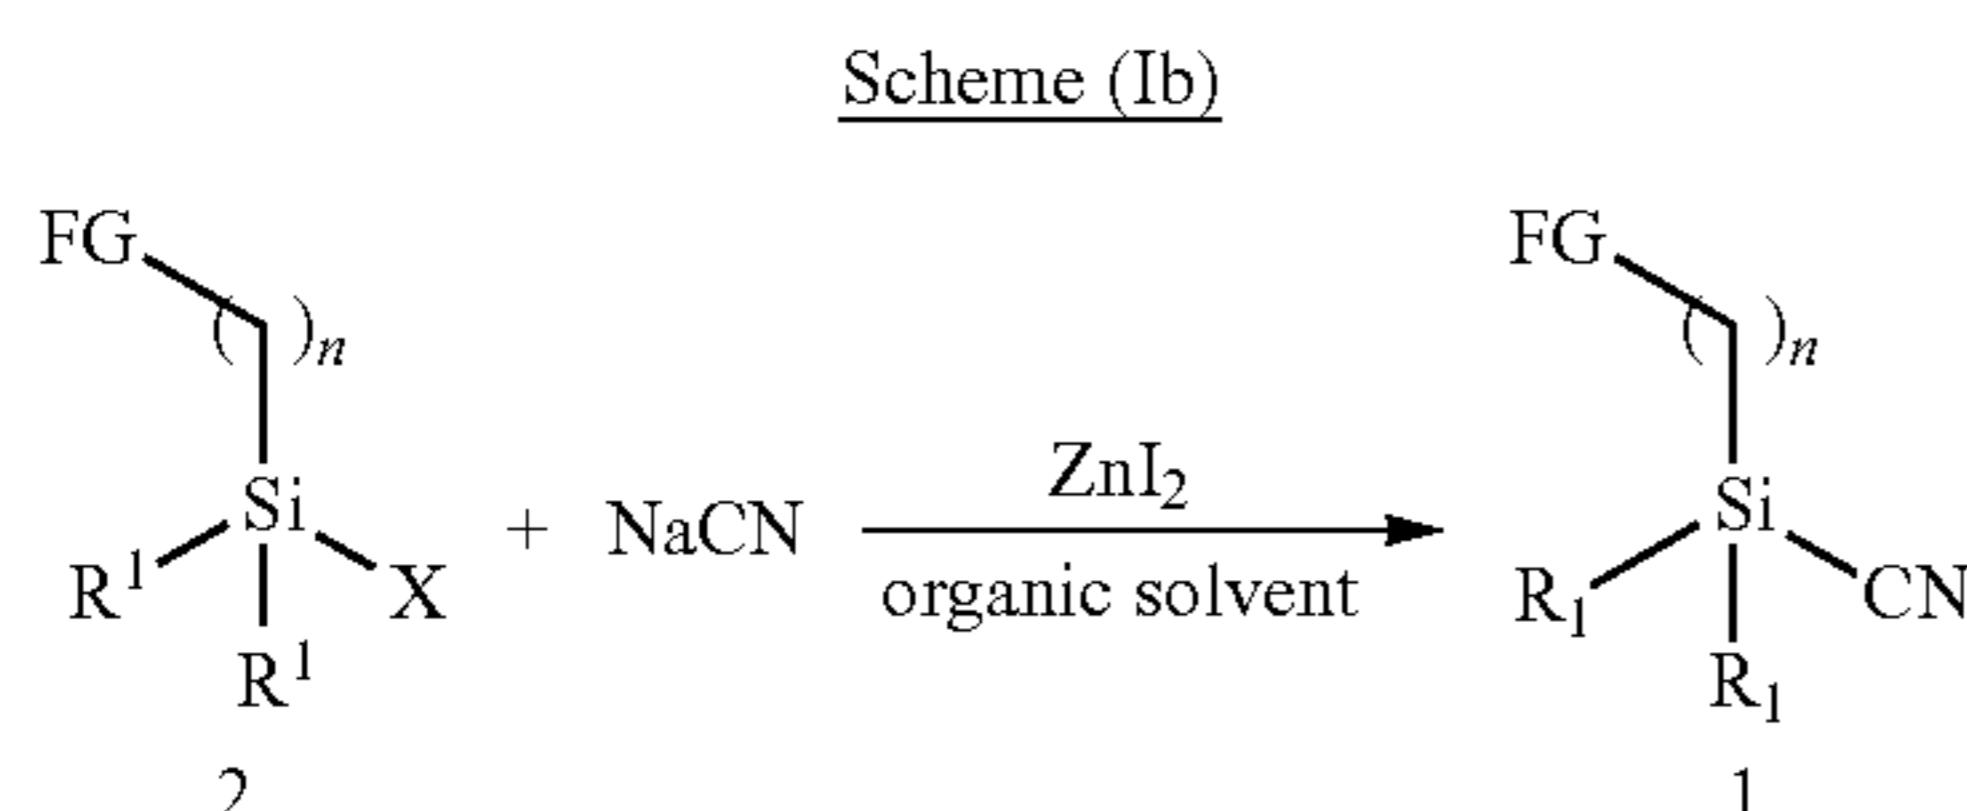 Scheme (Ib)
FG
FG
( )n
( )n
ZnI2
Si + NaCN
Si
R1 X
organic solvent
R1 CN
R1
R1
2
1